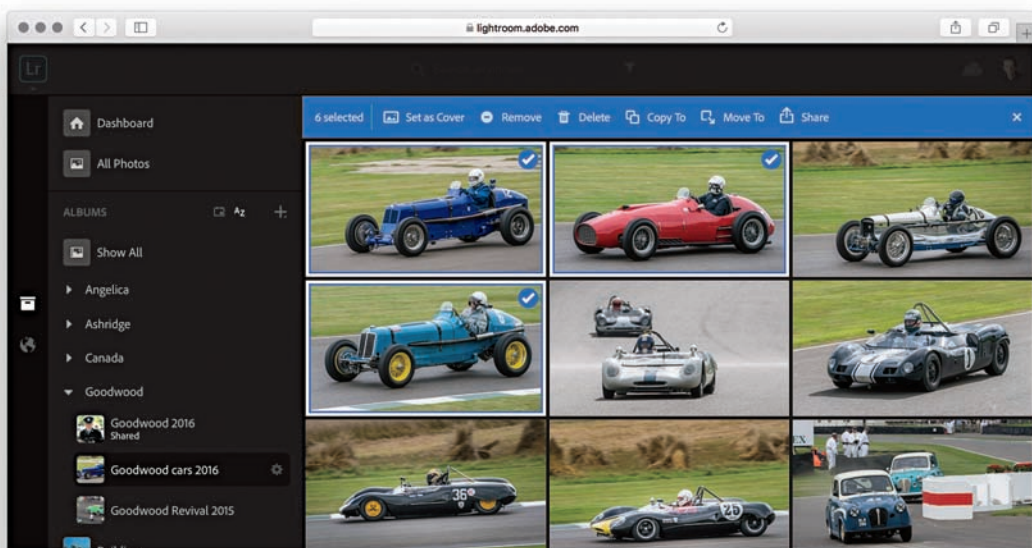 lightroom.adobe.com
Lr
6 selected Set as Cover Remove Delete Copy To Move To Share
Dashboard
All Photos
ALBUMS AZ
Show All
Angelica
Ashridge
Canada
Goodwood
Goodwood 2016
Shared
Goodwood cars 2016
Goodwood Revival 2015
36
25
EX